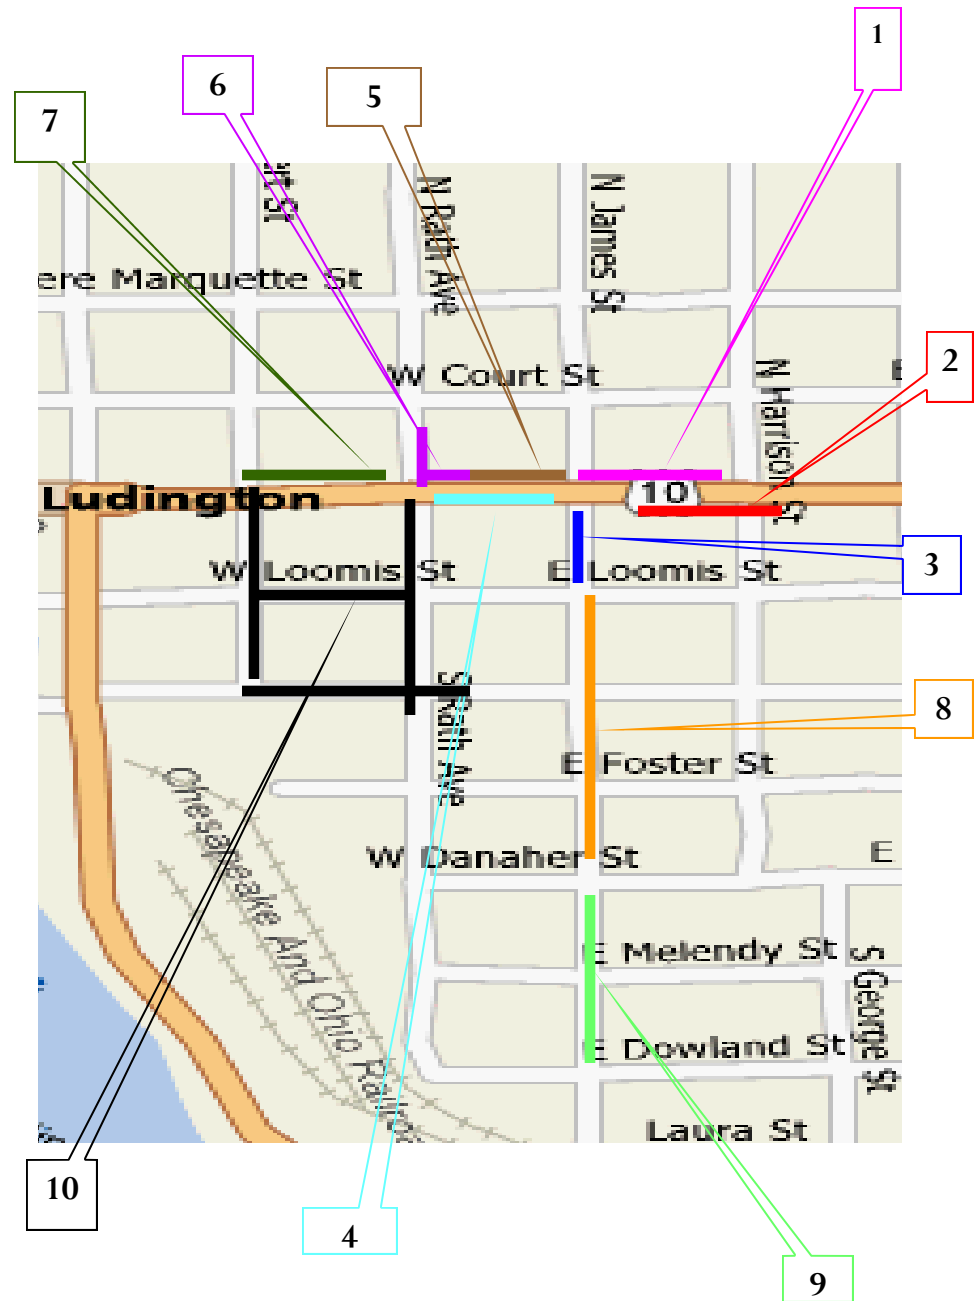 1
6
5
7
N Rath Ave
N James St
ere Marquette St
W Court St
2
N Harrison St
Ludington
10
3
W Loomis St
E Loomis St
S Rath Ave
8
E Foster St
W Danaher St
E
Chesapeake And Ohio Railro
E Melendy St
S George St
E Dowland St
Laura St
10
4
9